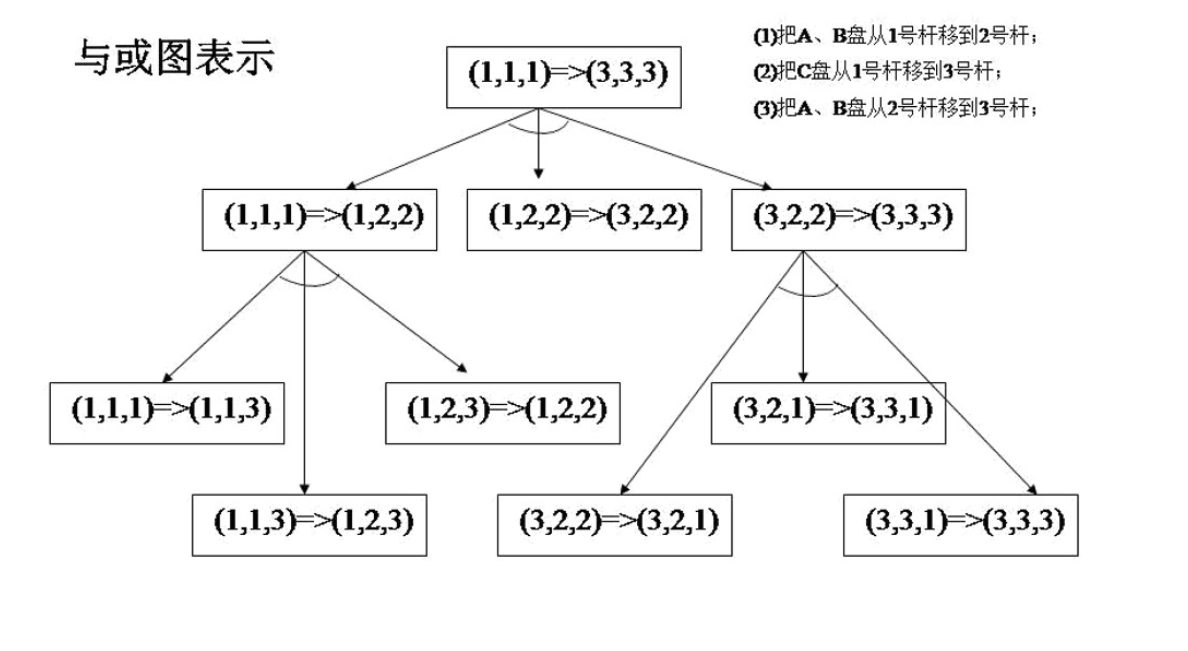 与或图表示
(1)把A、B盘从1号杆移到2号杆；
(2)把C盘从1号杆移到3号杆；
(3)把A、B盘从2号杆移到3号杆；
(1,1,1)=>(3,3,3)
(1,1,1)=>(1,2,2)
(1,2,2)=>(3,2,2)
(3,2,2)=>(3,3,3)
(1,1,1)=>(1,1,3)
(1,2,3)=>(1,2,2)
(3,2,1)=>(3,3,1)
(1,1,3)=>(1,2,3)
(3,2,2)=>(3,2,1)
(3,3,1)=>(3,3,3)